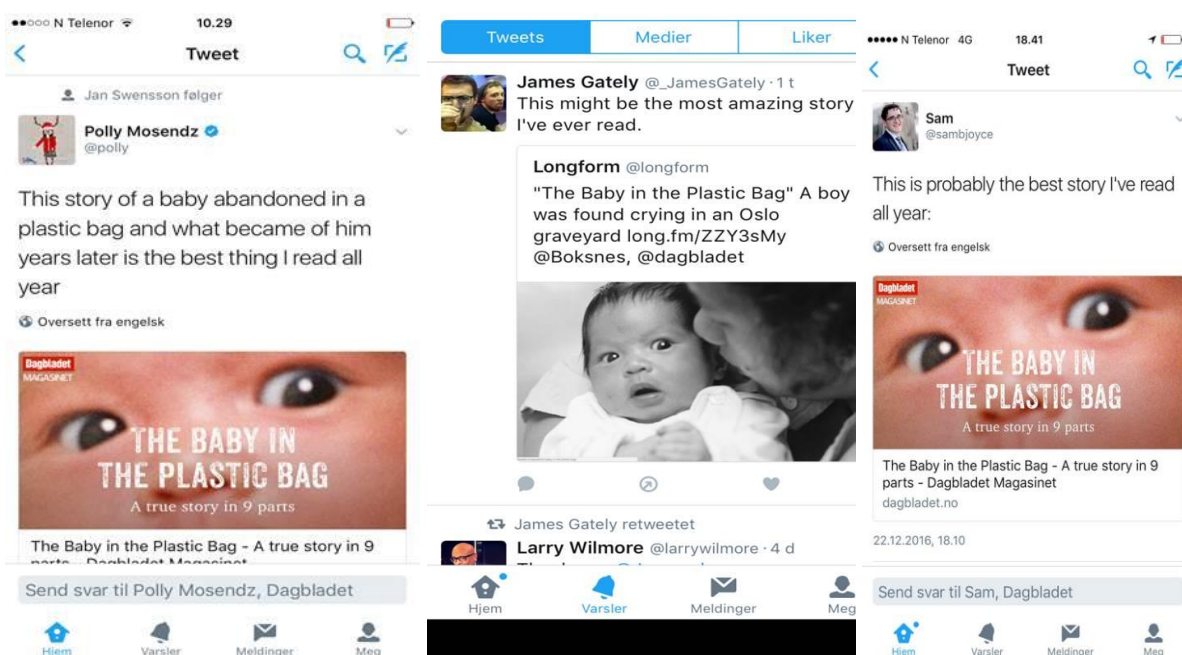 N Telenor 10.29
Tweet
Jan Swensson følger
Polly Mosendz
@polly
This story of a baby abandoned in a
plastic bag and what became of him
years later is the best thing I read all
year
Oversett fra engelsk
Dagbladet
MAGASINET
THE BABY IN
THE PLASTIC BAG
A true story in 9 parts
The Baby in the Plastic Bag - A true story in 9
parts - Dagbladet Magasinet
Send svar til Polly Mosendz, Dagbladet
Hjem Varsler Meldinger Meg
Tweets Medier Liker
James Gately @_JamesGately · 1 t
This might be the most amazing story
I've ever read.
Longform @longform
"The Baby in the Plastic Bag" A boy
was found crying in an Oslo
graveyard long.fm/ZZY3sMy
@Boksnes, @dagbladet
James Gately retweetet
Larry Wilmore @larrywilmore · 4 d
Hjem Varsler Meldinger Meg
N Telenor 4G 18.41
Tweet
Sam
@sambjoyce
This is probably the best story I've read
all year:
Oversett fra engelsk
Dagbladet
MAGASINET
THE BABY IN
THE PLASTIC BAG
A true story in 9 parts
The Baby in the Plastic Bag - A true story in 9
parts - Dagbladet Magasinet
dagbladet.no
22.12.2016, 18.10
Send svar til Sam, Dagbladet
Hjem Varsler Meldinger Meg